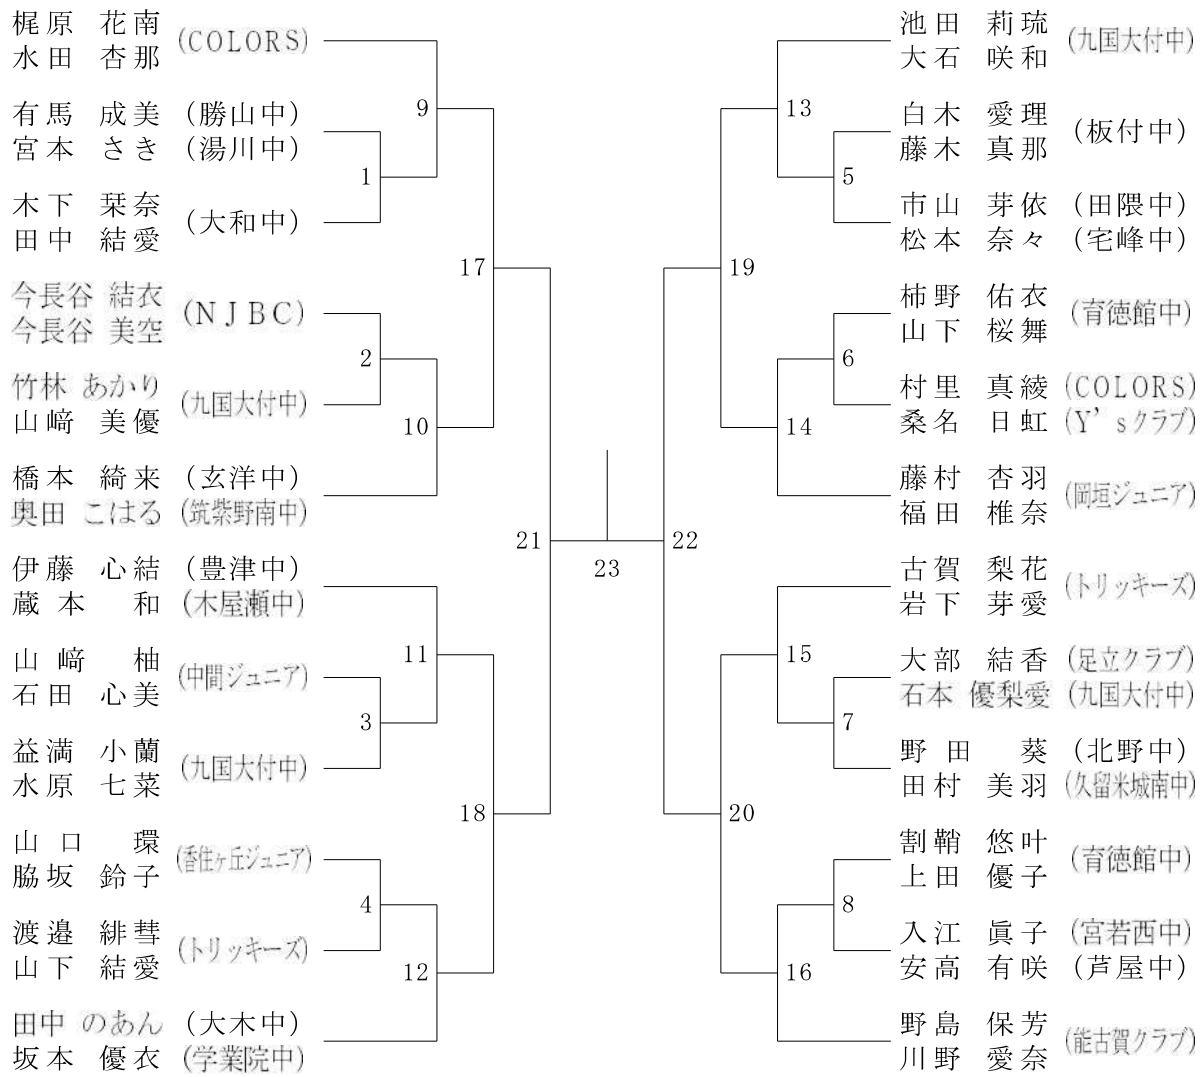 梶原 花南 (COLORS)
水田 杏那
有馬 成美 (勝山中)
宮本 さき (湯川中)
木下 栞奈 (大和中)
田中 結愛
今長谷 結衣 (NJBC)
今長谷 美空
竹林 あかり (九国大付中)
山﨑 美優
橋本 綺来 (玄洋中)
奥田 こはる (筑紫野南中)
伊藤 心結 (豊津中)
蔵本 和 (木屋瀬中)
山﨑 柚 (中間ジュニア)
石田 心美
益満 小蘭 (九国大付中)
水原 七菜
山口 環 (香住ヶ丘ジュニア)
脇坂 鈴子
渡邉 緋彗 (トリッキーズ)
山下 結愛
田中 のあん (大木中)
坂本 優衣 (学業院中)
9
1
17
2
10
21
11
3
18
4
12
23
13
5
19
6
14
22
15
7
20
8
16
池田 莉琉 (九国大付中)
大石 咲和
白木 愛理 (板付中)
藤木 真那
市山 芽依 (田隈中)
松本 奈々 (宅峰中)
柿野 佑衣 (育徳館中)
山下 桜舞
村里 真綾 (COLORS)
桑名 日虹 (Y’sクラブ)
藤村 杏羽 (岡垣ジュニア)
福田 椎奈
古賀 梨花 (トリッキーズ)
岩下 芽愛
大部 結香 (足立クラブ)
石本 優梨愛 (九国大付中)
野田 葵 (北野中)
田村 美羽 (久留米城南中)
割鞘 悠叶 (育徳館中)
上田 優子
入江 眞子 (宮若西中)
安高 有咲 (芦屋中)
野島 保芳 (能古賀クラブ)
川野 愛奈